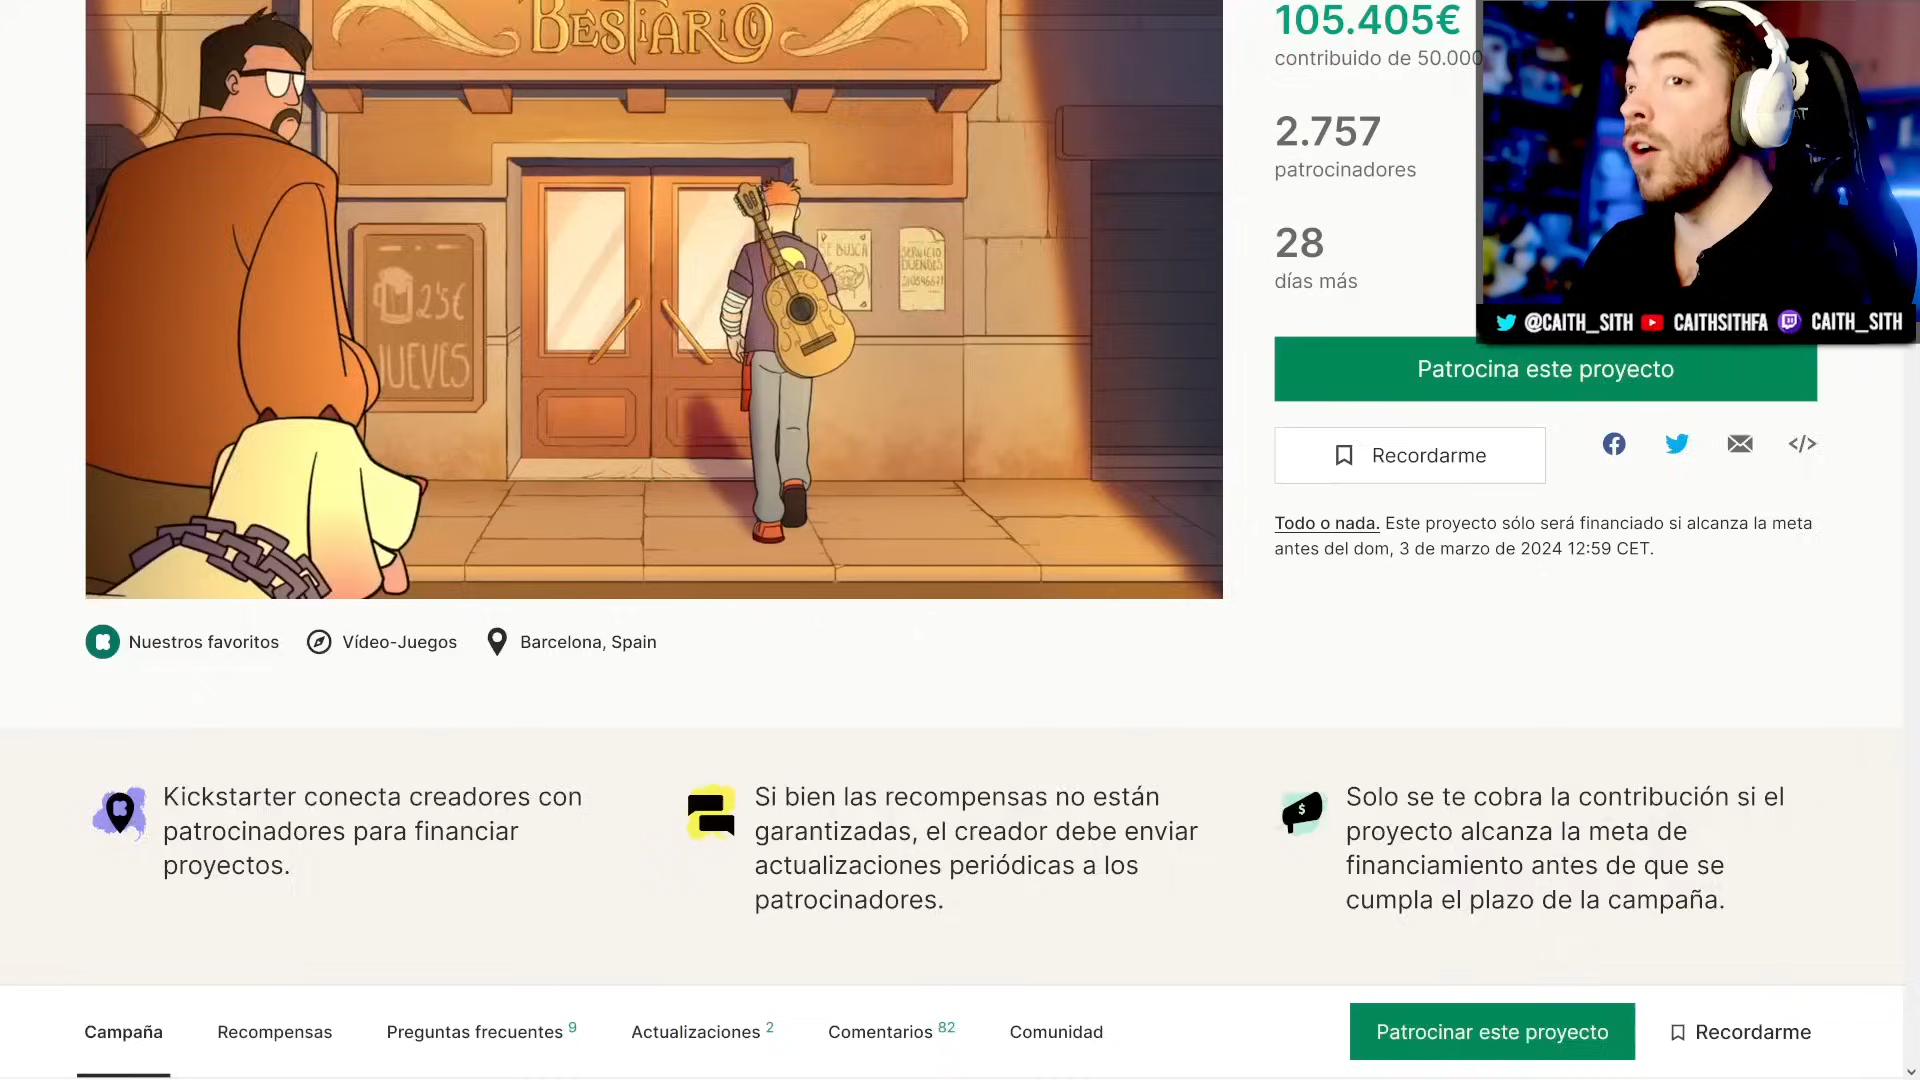 BESTIARIO
2'5€
JUEVES
SE BUSCA
SERVICIO
DUENDES
105.405€
contribuido de 50.000
2.757
patrocinadores
28
días más
@CAITH_SITH CAITHSITHFA CAITH_SITH
Patrocina este proyecto
Recordarme
Todo o nada. Este proyecto sólo será financiado si alcanza la meta
antes del dom, 3 de marzo de 2024 12:59 CET.
Nuestros favoritos Vídeo-Juegos Barcelona, Spain
Kickstarter conecta creadores con
patrocinadores para financiar
proyectos.
Si bien las recompensas no están
garantizadas, el creador debe enviar
actualizaciones periódicas a los
patrocinadores.
Solo se te cobra la contribución si el
proyecto alcanza la meta de
financiamiento antes de que se
cumpla el plazo de la campaña.
Campaña Recompensas Preguntas frecuentes 9 Actualizaciones 2 Comentarios 82 Comunidad Patrocinar este proyecto Recordarme